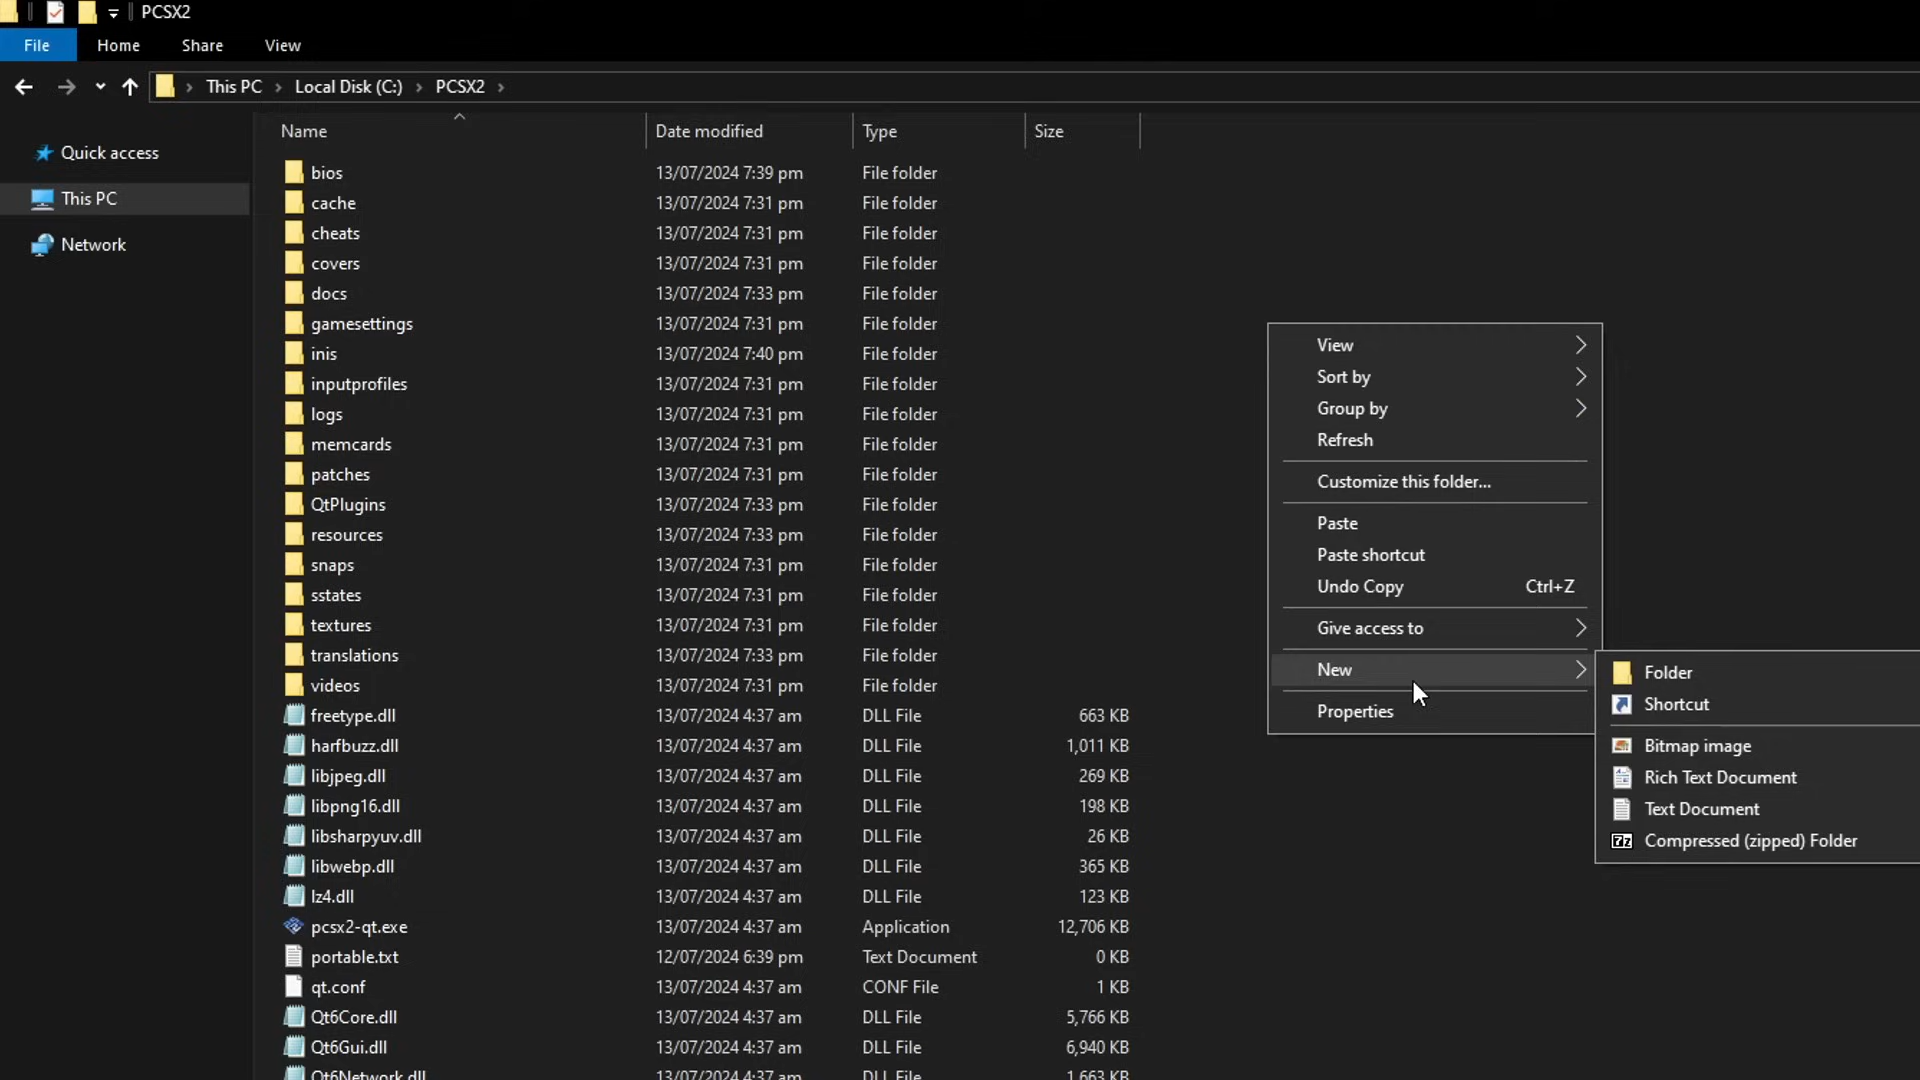 PCSX2
File Home Share View
This PC Local Disk (C:) PCSX2
Name Date modified Type Size
Quick access
This PC
Network
bios 13/07/2024 7:39 pm File folder
cache 13/07/2024 7:31 pm File folder
cheats 13/07/2024 7:31 pm File folder
covers 13/07/2024 7:31 pm File folder
docs 13/07/2024 7:33 pm File folder
gamesettings 13/07/2024 7:31 pm File folder
inis 13/07/2024 7:40 pm File folder
inputprofiles 13/07/2024 7:31 pm File folder
logs 13/07/2024 7:31 pm File folder
memcards 13/07/2024 7:31 pm File folder
patches 13/07/2024 7:31 pm File folder
QtPlugins 13/07/2024 7:33 pm File folder
resources 13/07/2024 7:33 pm File folder
snaps 13/07/2024 7:31 pm File folder
sstates 13/07/2024 7:31 pm File folder
textures 13/07/2024 7:31 pm File folder
translations 13/07/2024 7:33 pm File folder
videos 13/07/2024 7:31 pm File folder
freetype.dll 13/07/2024 4:37 am DLL File 663 KB
harfbuzz.dll 13/07/2024 4:37 am DLL File 1,011 KB
libjpeg.dll 13/07/2024 4:37 am DLL File 269 KB
libpng16.dll 13/07/2024 4:37 am DLL File 198 KB
libsharpyuv.dll 13/07/2024 4:37 am DLL File 26 KB
libwebp.dll 13/07/2024 4:37 am DLL File 365 KB
lz4.dll 13/07/2024 4:37 am DLL File 123 KB
pcsx2-qt.exe 13/07/2024 4:37 am Application 12,706 KB
portable.txt 12/07/2024 6:39 pm Text Document 0 KB
qt.conf 13/07/2024 4:37 am CONF File 1 KB
Qt6Core.dll 13/07/2024 4:37 am DLL File 5,766 KB
Qt6Gui.dll 13/07/2024 4:37 am DLL File 6,940 KB
Qt6Network.dll 13/07/2024 4:37 am DLL File 1,663 KB
View
Sort by
Group by
Refresh
Customize this folder...
Paste
Paste shortcut
Undo Copy Ctrl+Z
Give access to
New
Properties
Folder
Shortcut
Bitmap image
Rich Text Document
Text Document
7z Compressed (zipped) Folder